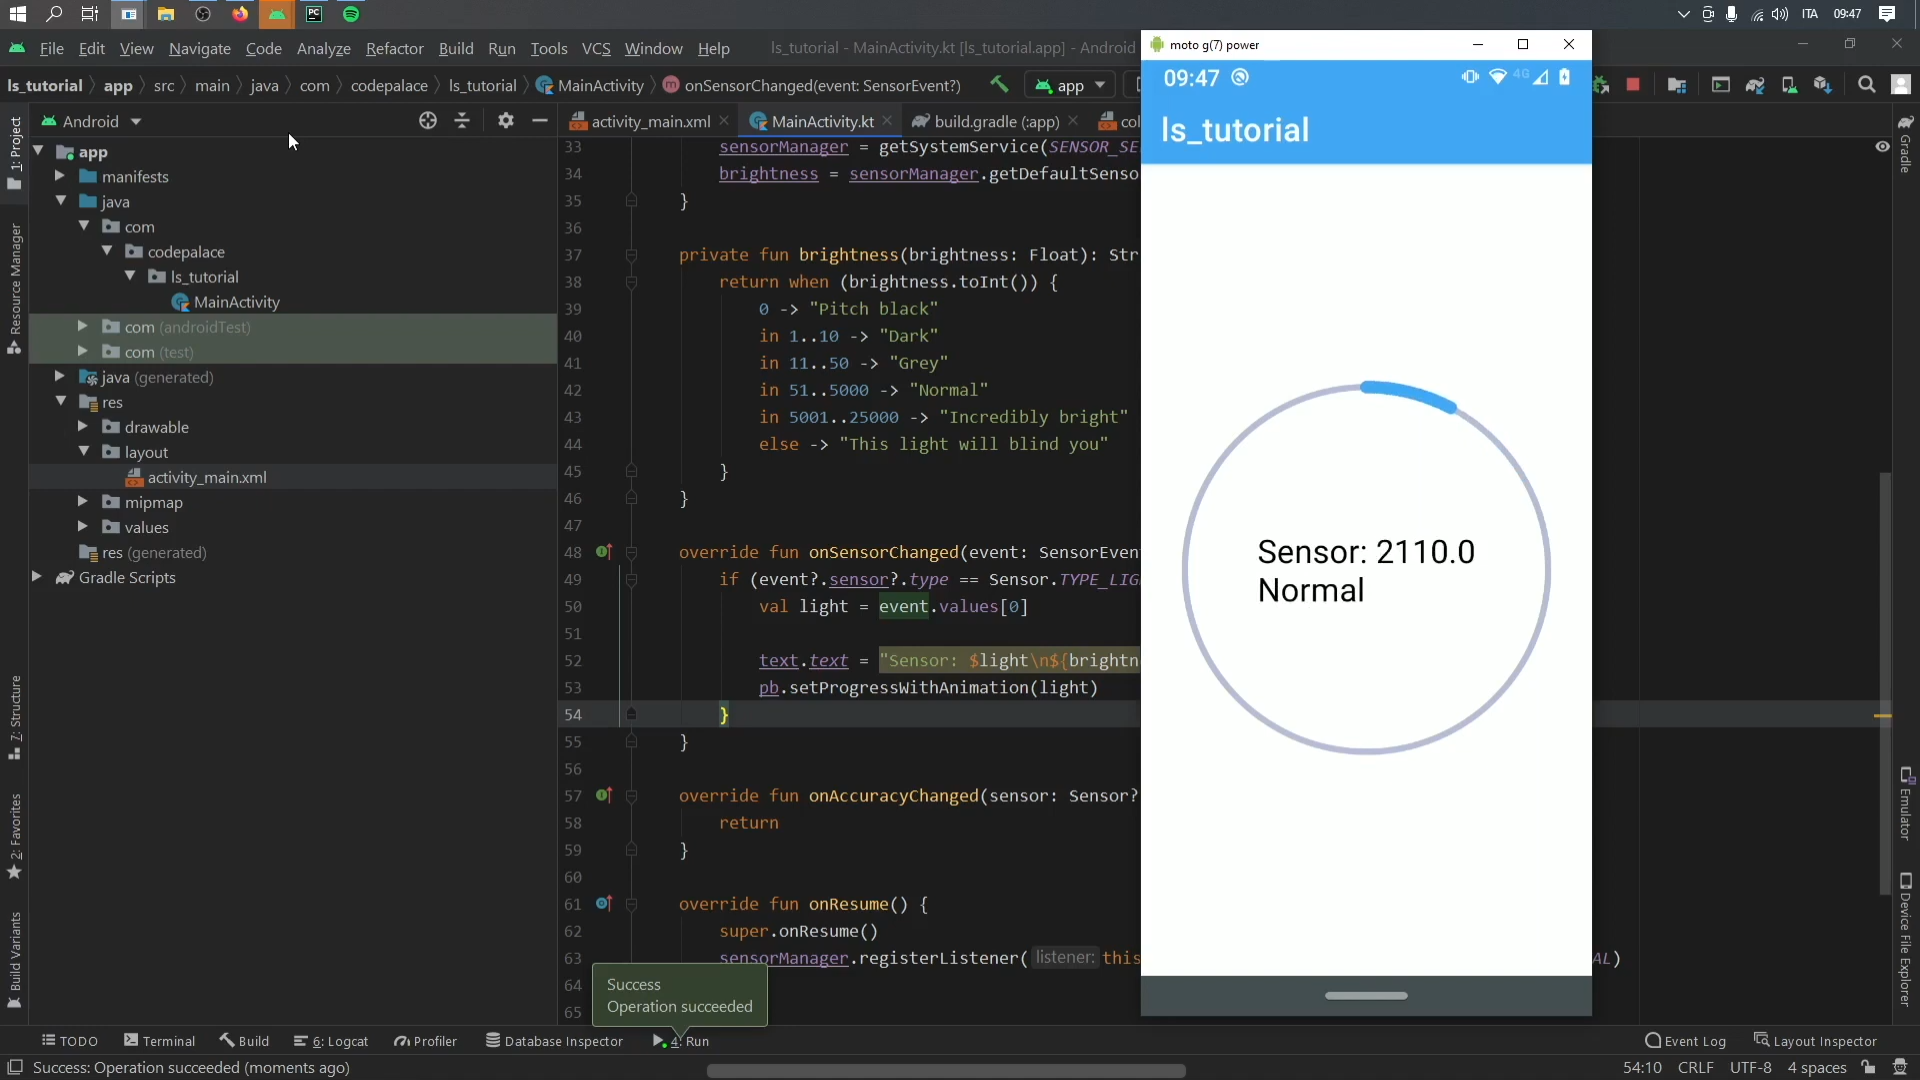 PC
ITA
09:47
File Edit View Navigate Code Analyze Refactor Build Run Tools VCS Window Help
ls_tutorial - MainActivity.kt [ls_tutorial.app] - Android
ls_tutorial app src main java com codepalace ls_tutorial MainActivity onSensorChanged(event: SensorEvent?)
app
Android
activity_main.xml
MainActivity.kt
build.gradle (:app)
col
1: Project
Resource Manager
7: Structure
2: Favorites
Build Variants
app
manifests
java
com
codepalace
ls_tutorial
MainActivity
com (androidTest)
com (test)
java (generated)
res
drawable
layout
activity_main.xml
mipmap
values
res (generated)
Gradle Scripts
33 sensorManager = getSystemService(SENSOR_SE
34 brightness = sensorManager.getDefaultSenso
35 }
36
37 private fun brightness(brightness: Float): Str
38 return when (brightness.toInt()) {
39 0 -> "Pitch black"
40 in 1..10 -> "Dark"
41 in 11..50 -> "Grey"
42 in 51..5000 -> "Normal"
43 in 5001..25000 -> "Incredibly bright"
44 else -> "This light will blind you"
45 }
46 }
47
48 override fun onSensorChanged(event: SensorEven
49 if (event?.sensor?.type == Sensor.TYPE_LIG
50 val light = event.values[0]
51
52 text.text = "Sensor: $light\n${brightn
53 pb.setProgressWithAnimation(light)
54 }
55 }
56
57 override fun onAccuracyChanged(sensor: Sensor?
58 return
59 }
60
61 override fun onResume() {
62 super.onResume()
63 sensorManager.registerListener( listener: this AL)
64
65
Success
Operation succeeded
moto g(7) power
09:47
4G
ls_tutorial
Sensor: 2110.0
Normal
Gradle
Emulator
Device File Explorer
TODO Terminal Build 6: Logcat Profiler Database Inspector 4: Run Event Log Layout Inspector
Success: Operation succeeded (moments ago)
54:10 CRLF UTF-8 4 spaces